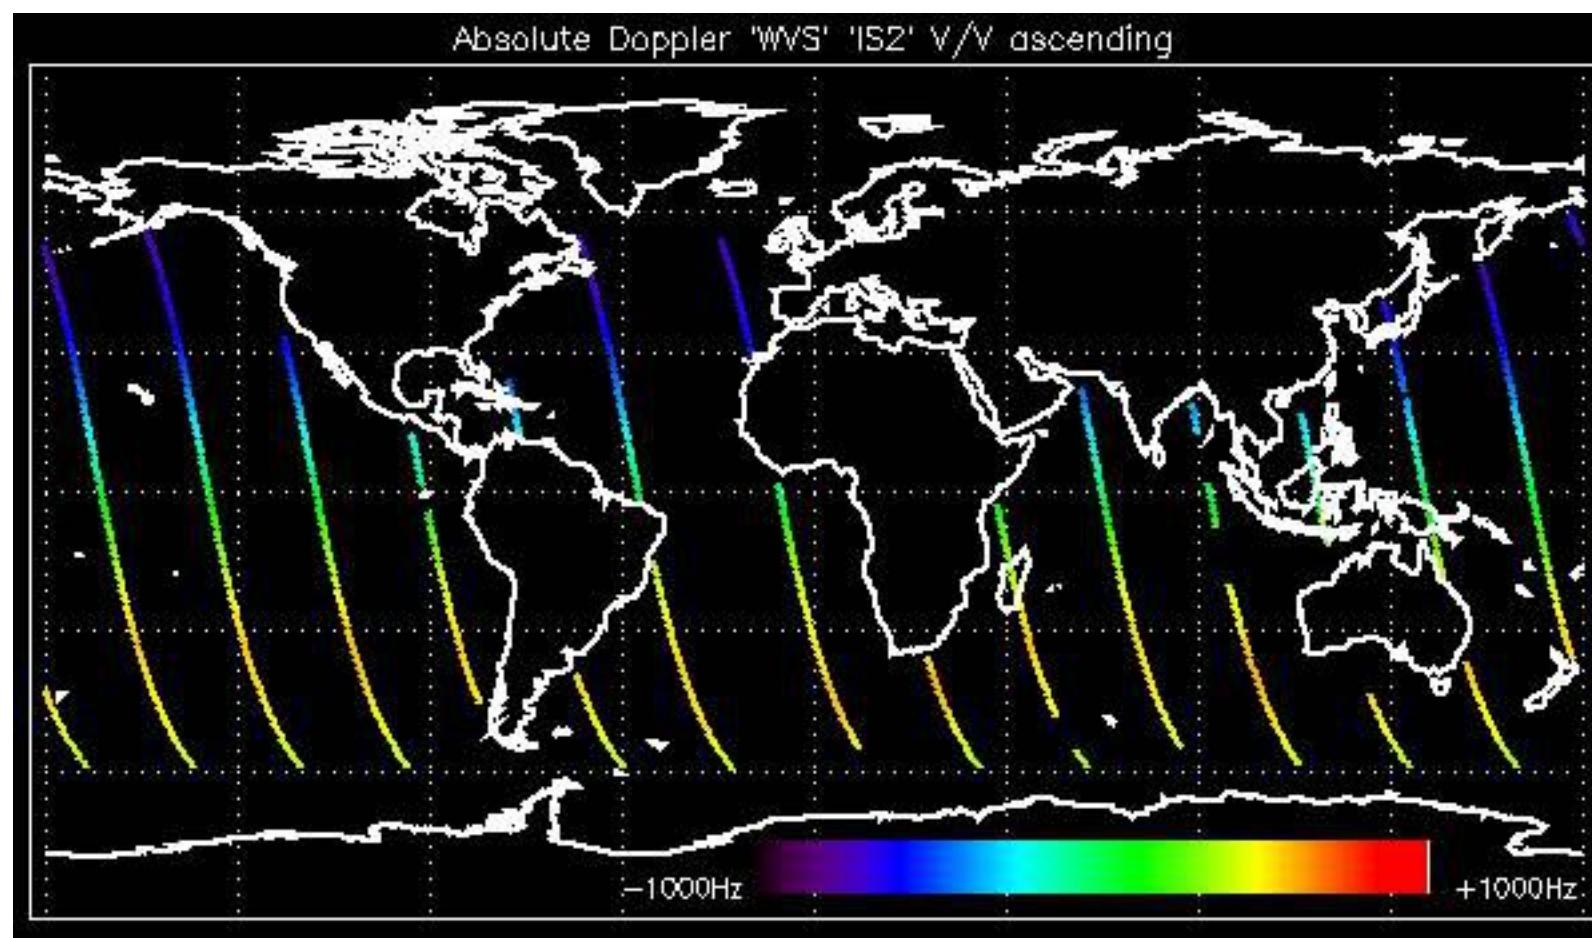 Absolute Doppler 'WVS' 'IS2' V/V ascending
−1000Hz
+1000Hz